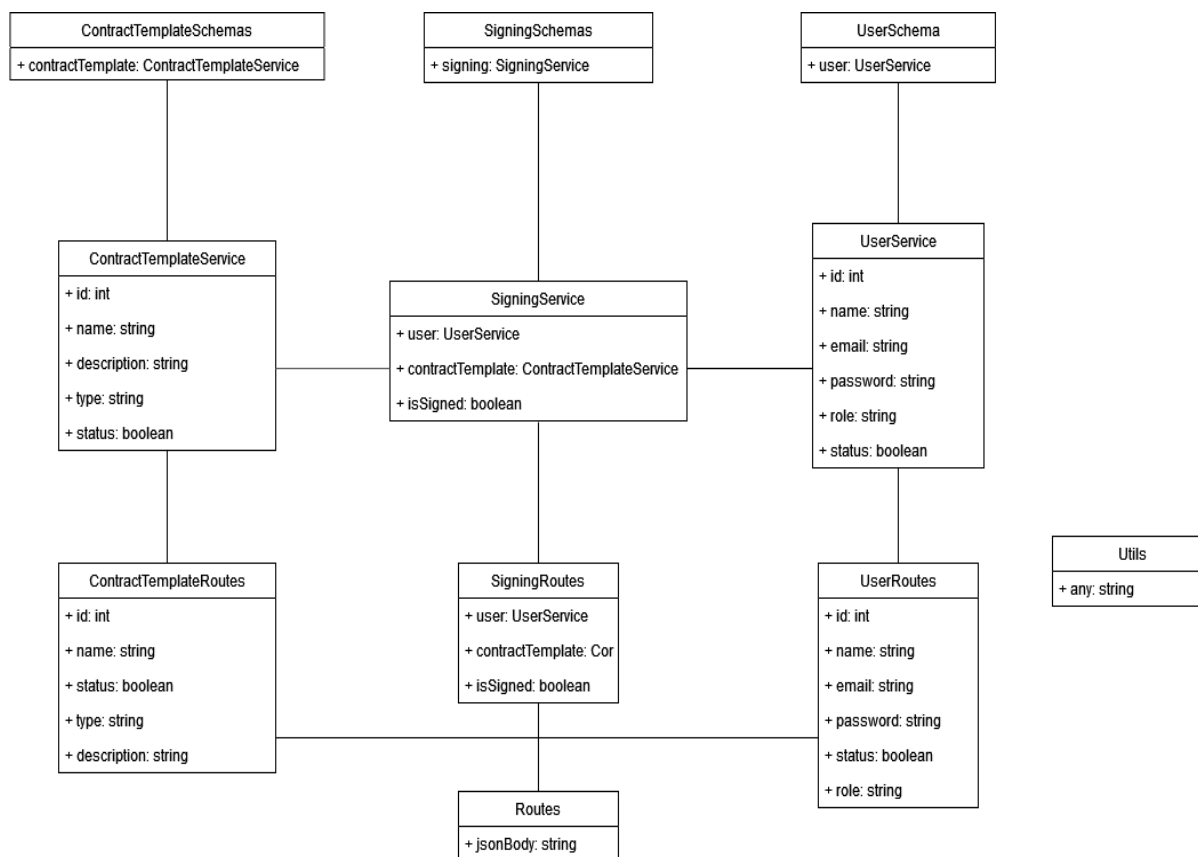 ContractTemplateSchemas
+ contractTemplate: ContractTemplateService
SigningSchemas
+ signing: SigningService
UserSchema
+ user: UserService
ContractTemplateService
+ id: int
+ name: string
+ description: string
+ type: string
+ status: boolean
SigningService
+ user: UserService
+ contractTemplate: ContractTemplateService
+ isSigned: boolean
UserService
+ id: int
+ name: string
+ email: string
+ password: string
+ role: string
+ status: boolean
ContractTemplateRoutes
+ id: int
+ name: string
+ status: boolean
+ type: string
+ description: string
SigningRoutes
+ user: UserService
+ contractTemplate: Cor
+ isSigned: boolean
UserRoutes
+ id: int
+ name: string
+ email: string
+ password: string
+ status: boolean
+ role: string
Utils
+ any: string
Routes
+ jsonBody: string